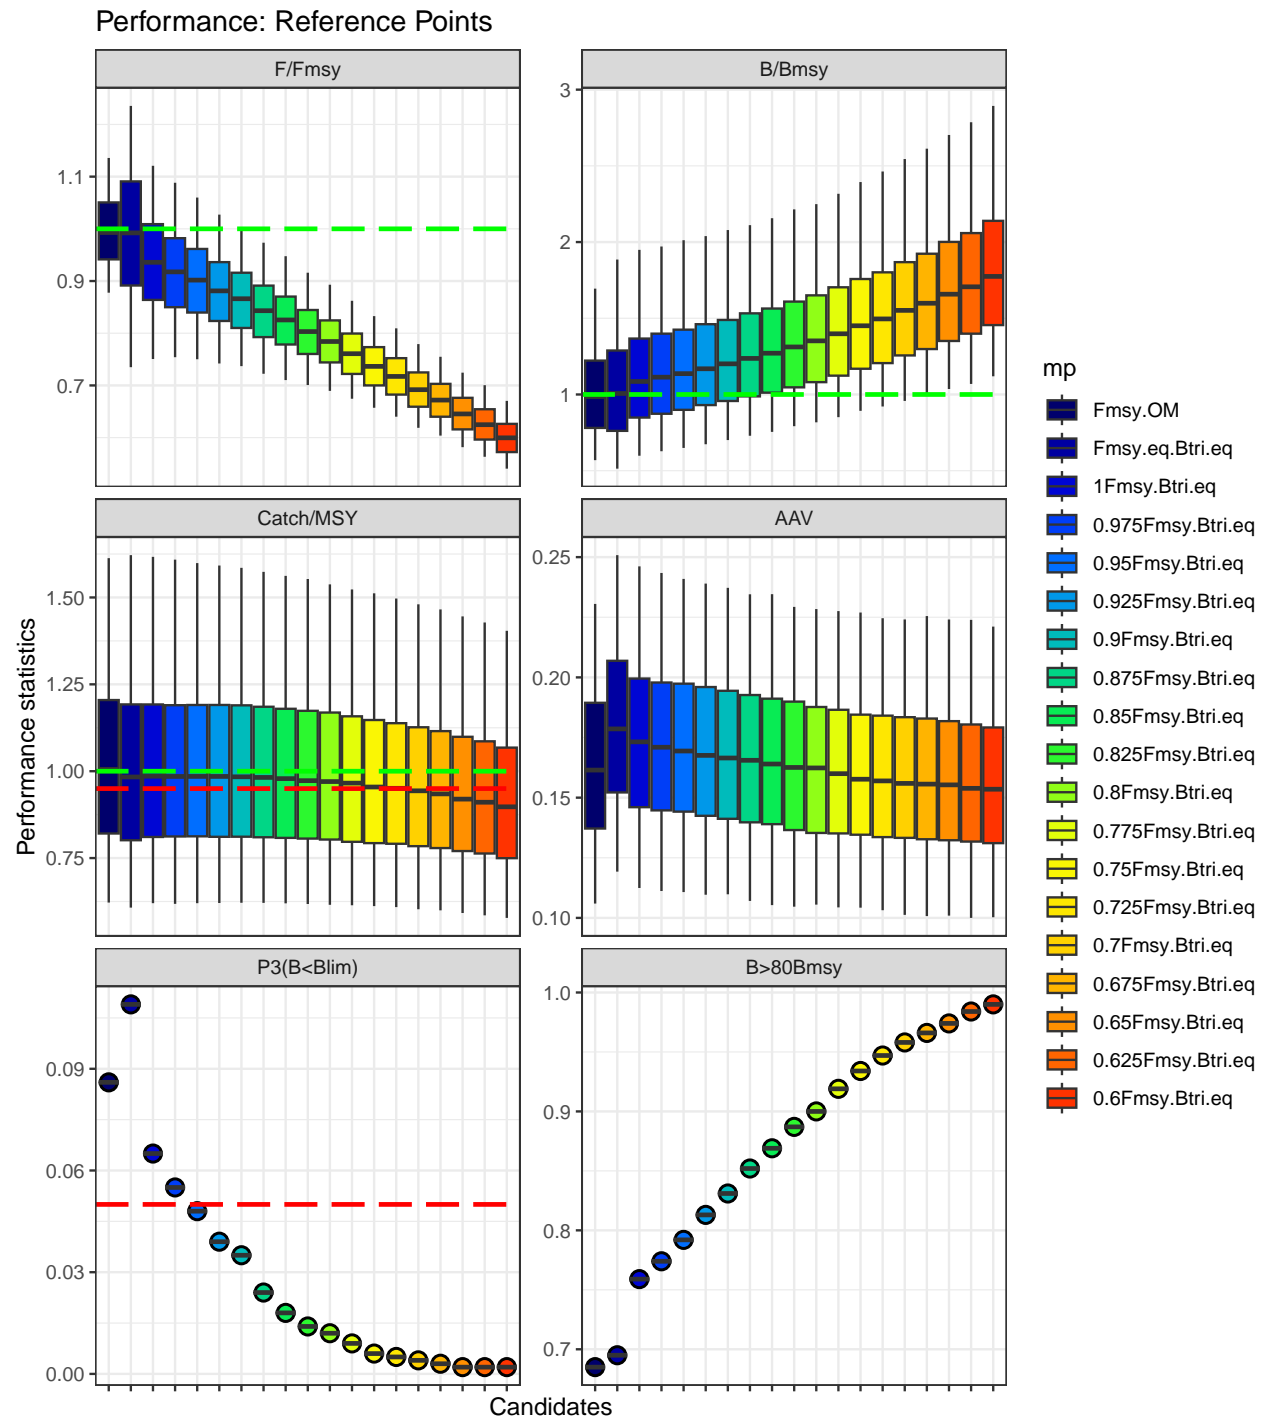 Performance: Reference Points
F/Fmsy
B/Bmsy
1.1
0.9
0.7
3
2
1
Catch/MSY
AAV
1.50
1.25
1.00
0.75
0.25
0.20
0.15
0.10
P3(B<Blim)
B>80Bmsy
0.09
0.06
0.03
0.00
1.0
0.9
0.8
0.7
Performance statistics
Candidates
mp
Fmsy.OM
Fmsy.eq.Btri.eq
1Fmsy.Btri.eq
0.975Fmsy.Btri.eq
0.95Fmsy.Btri.eq
0.925Fmsy.Btri.eq
0.9Fmsy.Btri.eq
0.875Fmsy.Btri.eq
0.85Fmsy.Btri.eq
0.825Fmsy.Btri.eq
0.8Fmsy.Btri.eq
0.775Fmsy.Btri.eq
0.75Fmsy.Btri.eq
0.725Fmsy.Btri.eq
0.7Fmsy.Btri.eq
0.675Fmsy.Btri.eq
0.65Fmsy.Btri.eq
0.625Fmsy.Btri.eq
0.6Fmsy.Btri.eq